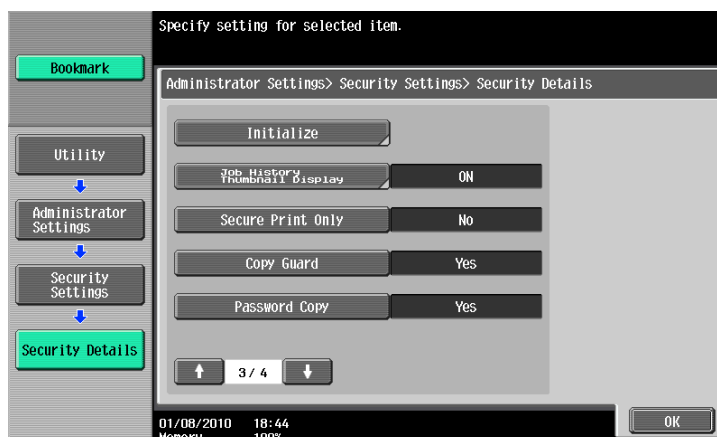 Specify setting for selected item.
Bookmark
Administrator Settings> Security Settings> Security Details
Utility
Administrator
Settings
Security
Settings
Security Details
Initialize
Job History
Thumbnail Display
ON
Secure Print Only
No
Copy Guard
Yes
Password Copy
Yes
3/ 4
01/08/2010 18:44
Memory 100%
OK